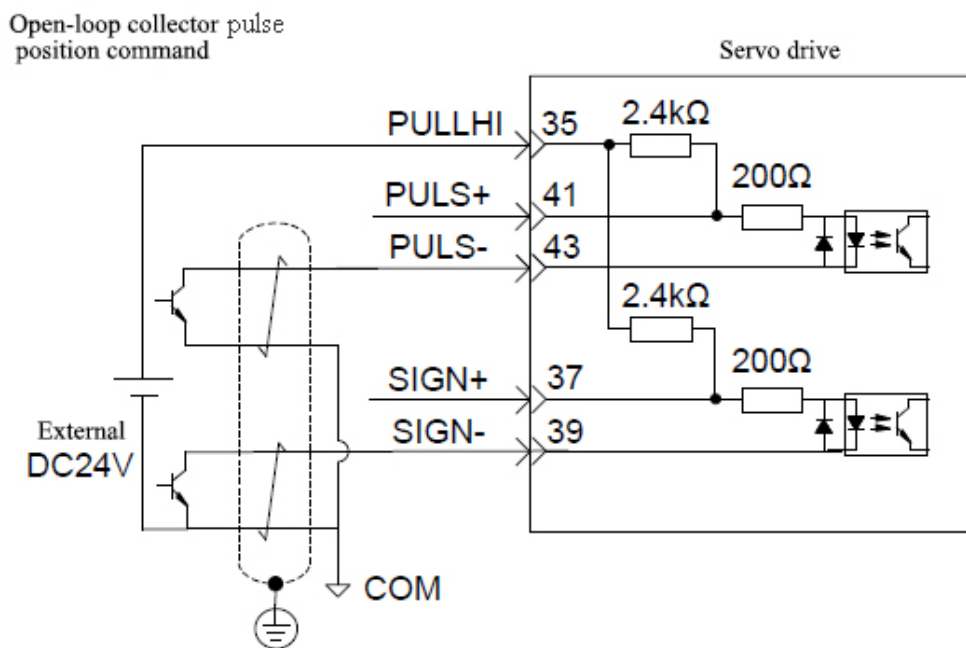 Open-loop collector pulse
position command
Servo drive
PULLHI
35
2.4kΩ
PULS+
41
200Ω
PULS-
43
2.4kΩ
SIGN+
37
200Ω
SIGN-
39
External
DC24V
COM